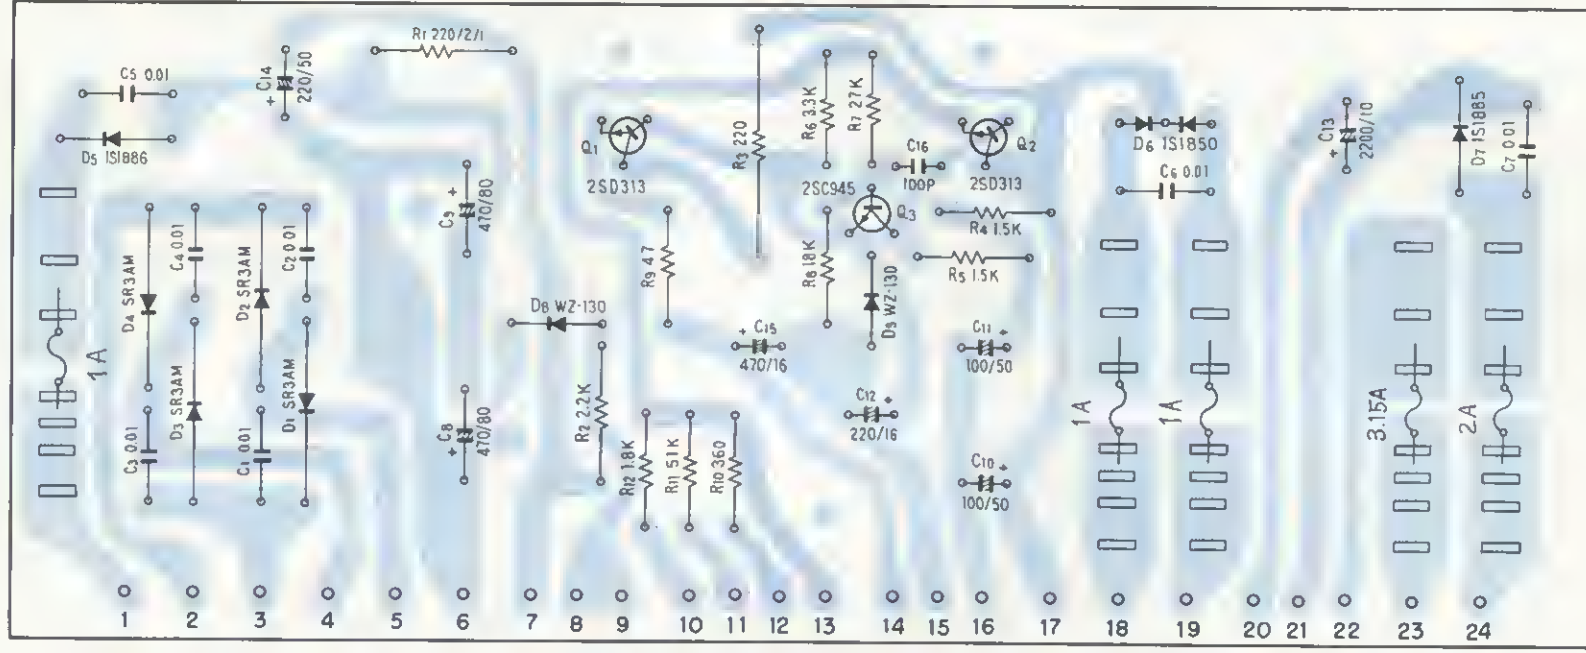 R1 220/2/1
C5 0.01
+ C14
220/50
D5 1S1886
C9 +
470/80
Q1
2SD313
R3 220
R6 3.3K
R7 27K
C16
100P
Q2
2SD313
D6 1S1850
C6 0.01
C13 +
2200/10
D7 1S1885
C7 0.01
D4 SR3AM
C4 0.01
D2 SR3AM
C2 0.01
2SC945
Q3
R4 1.5K
R9 47
R8 18K
R5 1.5K
D8 WZ-130
D9 WZ-130
+ C15
470/16
C11 +
100/50
1A
D3 SR3AM
D1 SR3AM
C3 0.01
C1 0.01
C8 +
470/80
R2 2.2K
C12 +
220/16
R12 1.8K
R11 51K
R10 360
C10 +
100/50
1A
1A
3.15A
2A
1 2 3 4 5 6 7 8 9 10 11 12 13 14 15 16 17 18 19 20 21 22 23 24